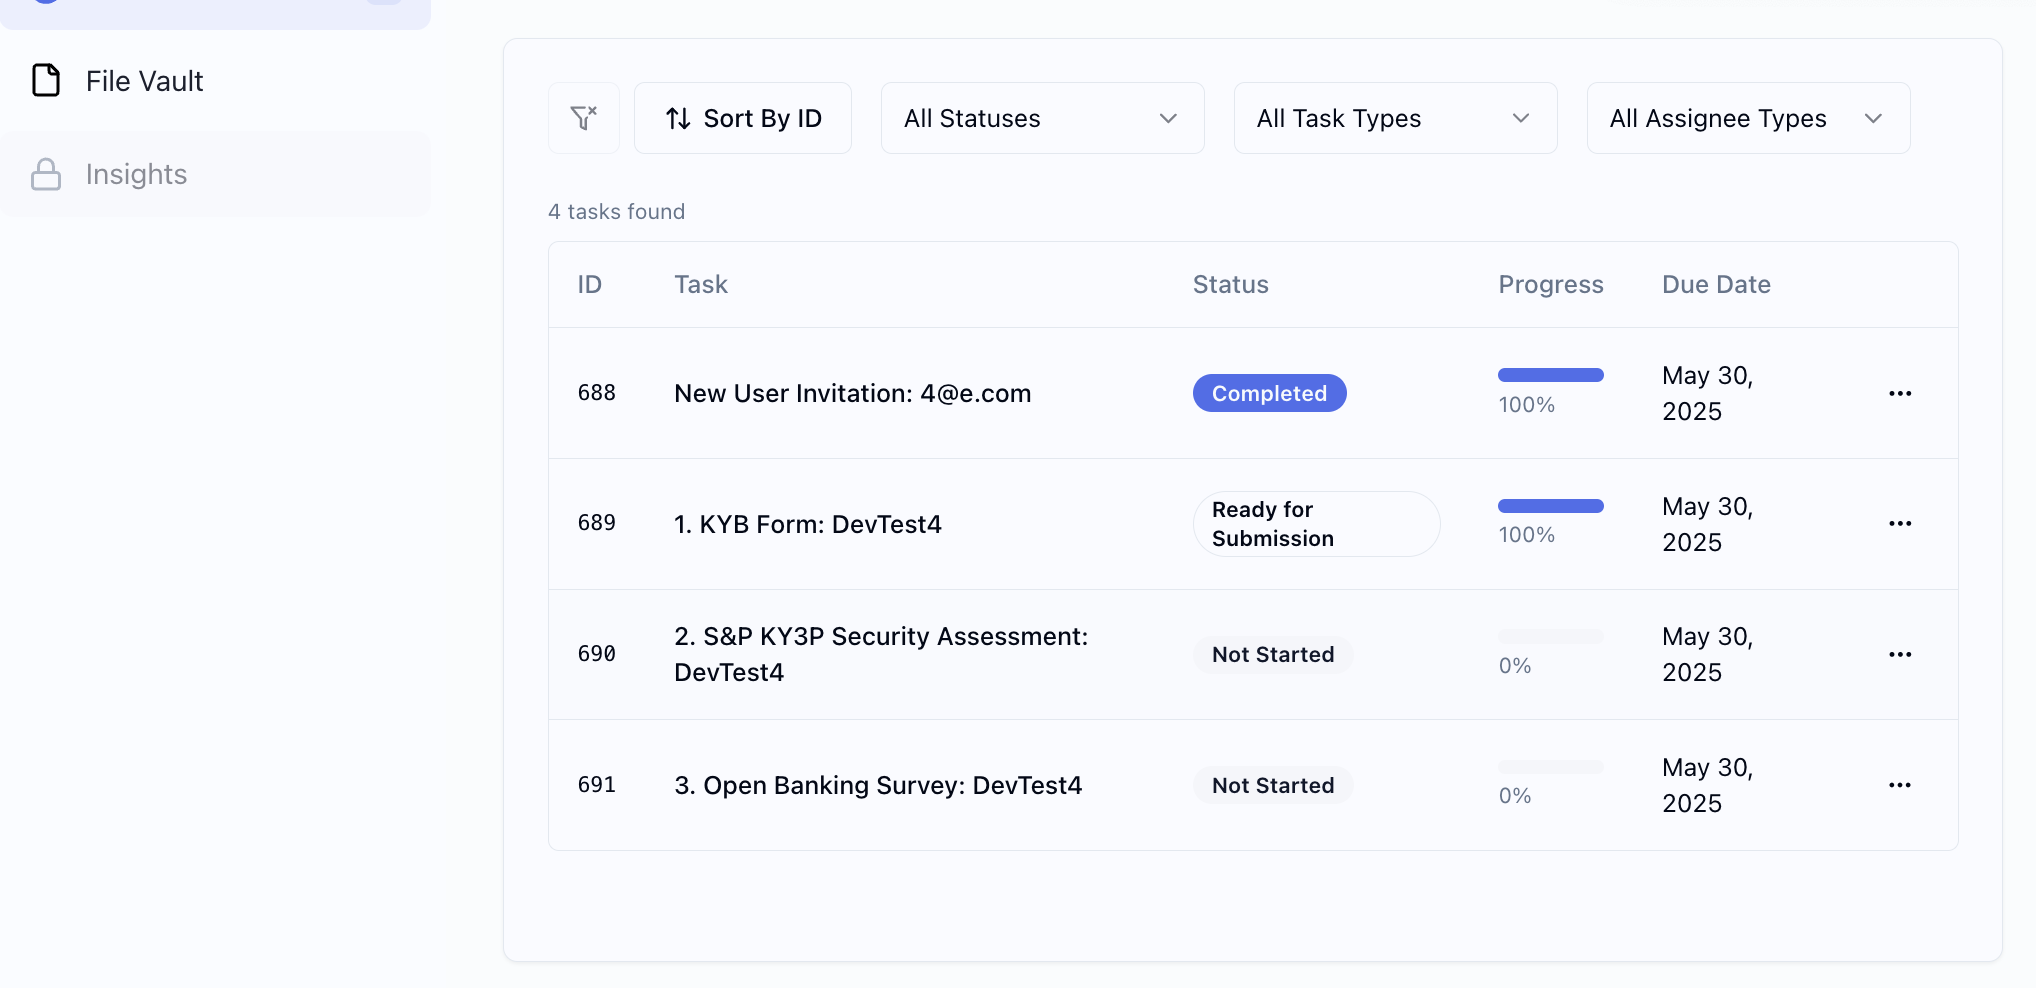 File Vault
Insights
Sort By ID
All Statuses
All Task Types
All Assignee Types
4 tasks found
ID
Task
Status
Progress
Due Date
688
New User Invitation: 4@e.com
Completed
100%
May 30,
2025
689
1. KYB Form: DevTest4
Ready for
Submission
100%
May 30,
2025
690
2. S&P KY3P Security Assessment:
DevTest4
Not Started
0%
May 30,
2025
691
3. Open Banking Survey: DevTest4
Not Started
0%
May 30,
2025